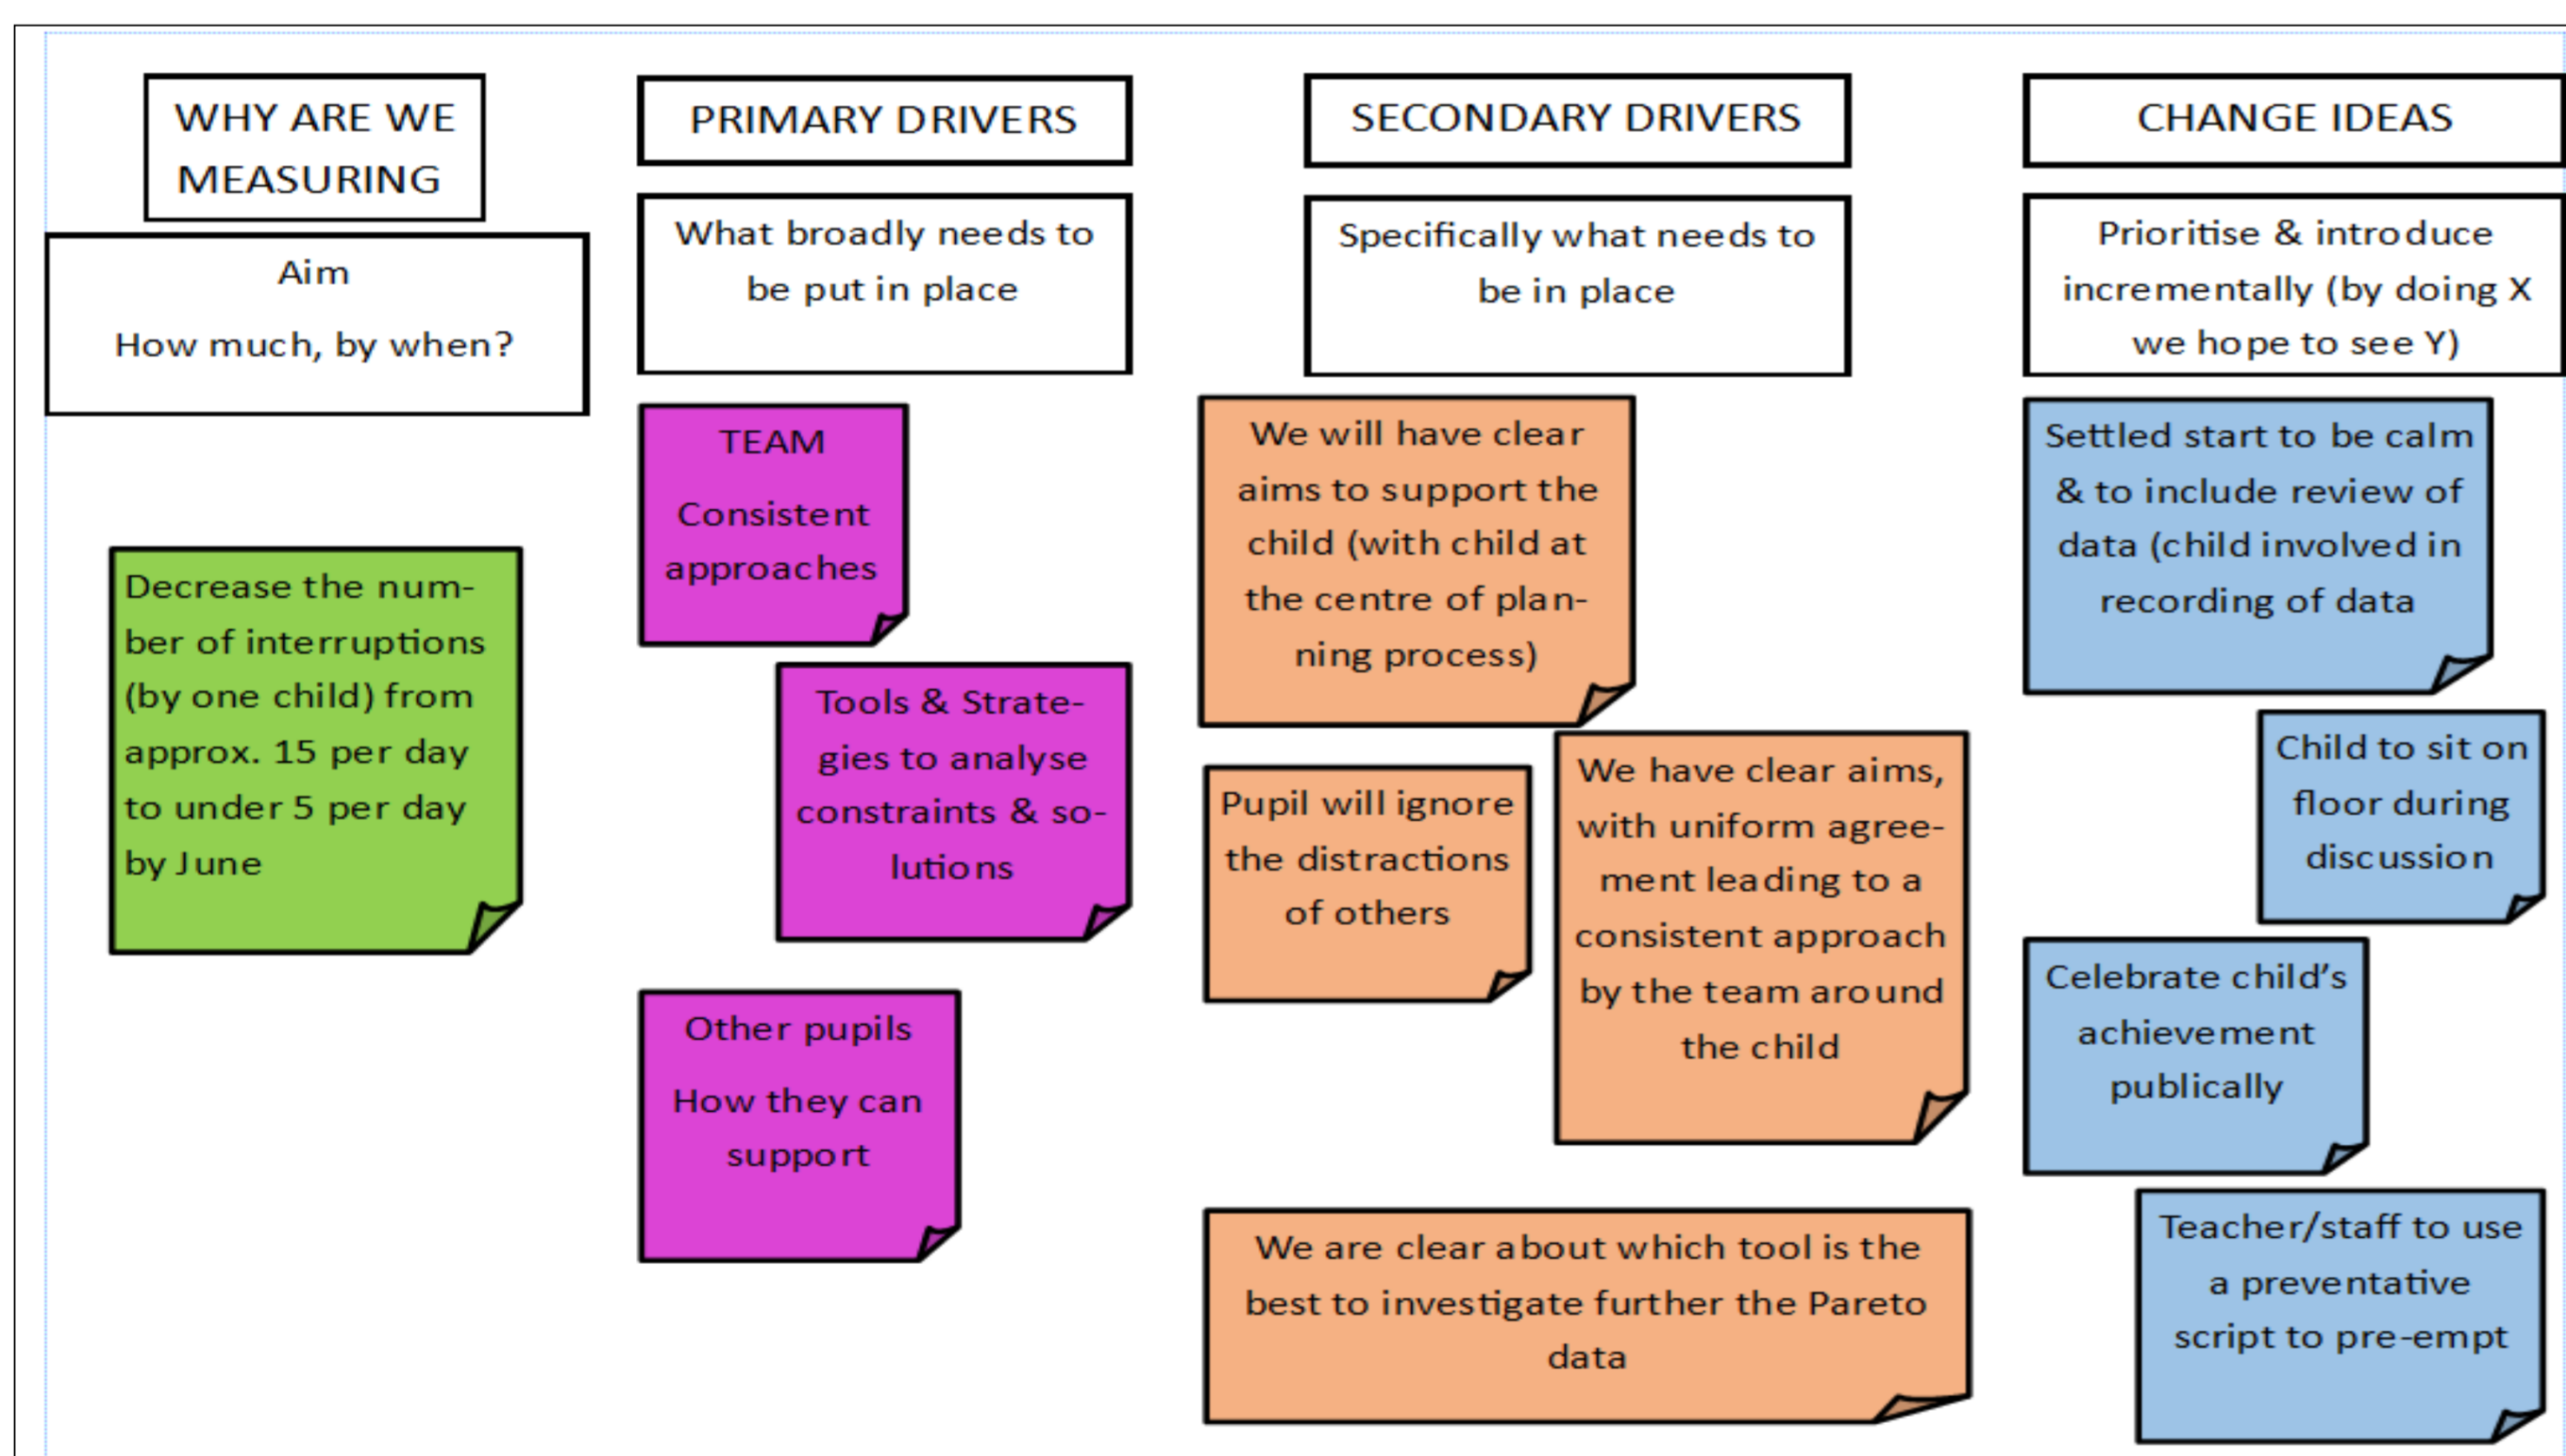 WHY ARE WE
MEASURING
Aim
How much, by when?
Decrease the num-
ber of interruptions
(by one child) from
approx. 15 per day
to under 5 per day
by June
PRIMARY DRIVERS
What broadly needs to
be put in place
TEAM
Consistent
approaches
Tools & Strate-
gies to analyse
constraints & so-
lutions
Other pupils
How they can
support
SECONDARY DRIVERS
Specifically what needs to
be in place
We will have clear
aims to support the
child (with child at
the centre of plan-
ning process)
Pupil will ignore
the distractions
of others
We have clear aims,
with uniform agree-
ment leading to a
consistent approach
by the team around
the child
We are clear about which tool is the
best to investigate further the Pareto
data
CHANGE IDEAS
Prioritise & introduce
incrementally (by doing X
we hope to see Y)
Settled start to be calm
& to include review of
data (child involved in
recording of data
Child to sit on
floor during
discussion
Celebrate child’s
achievement
publically
Teacher/staff to use
a preventative
script to pre-empt